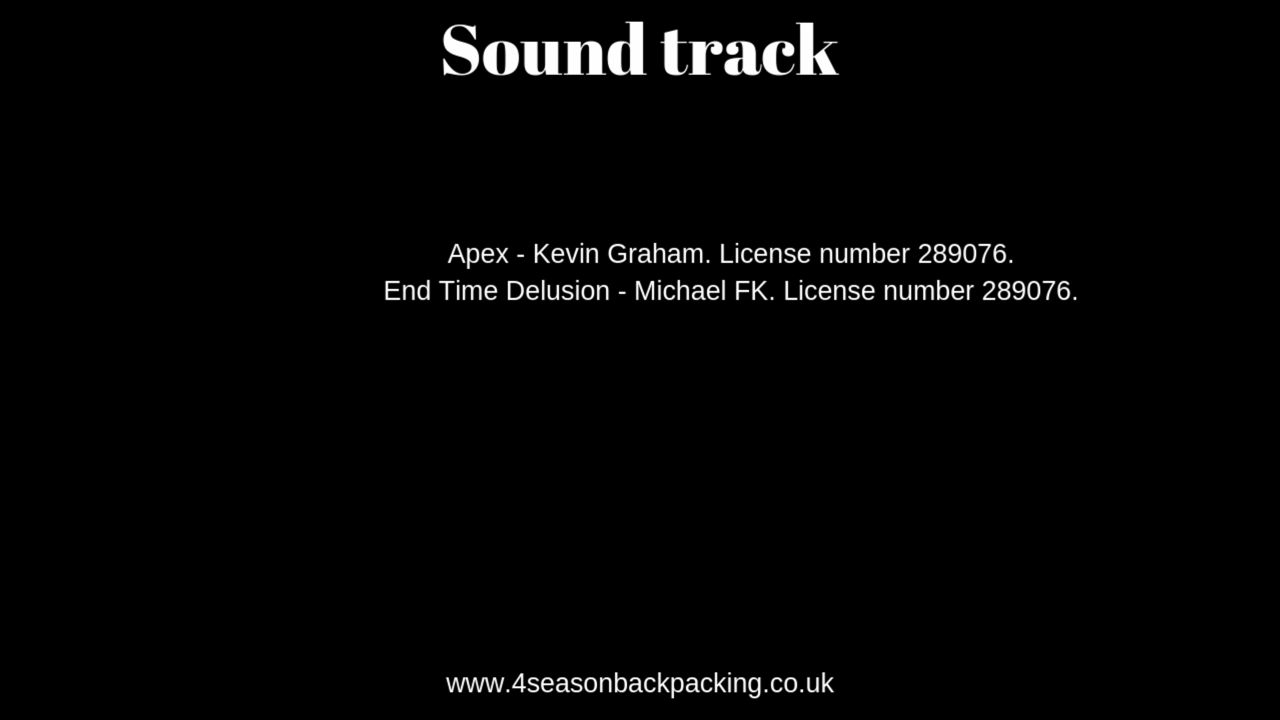 Sound track
Apex - Kevin Graham. License number 289076.
End Time Delusion - Michael FK. License number 289076.
www.4seasonbackpacking.co.uk